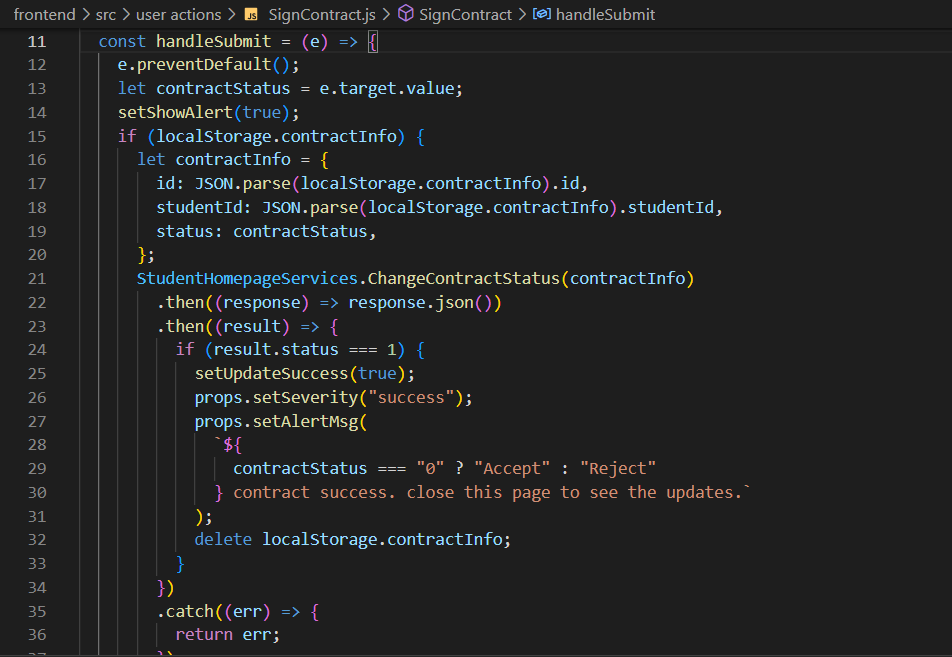 frontend > src > user actions > JS SignContract.js > SignContract > handleSubmit
11 const handleSubmit = (e) => {
12 e.preventDefault();
13 let contractStatus = e.target.value;
14 setShowAlert(true);
15 if (localStorage.contractInfo) {
16 let contractInfo = {
17 id: JSON.parse(localStorage.contractInfo).id,
18 studentId: JSON.parse(localStorage.contractInfo).studentId,
19 status: contractStatus,
20 };
21 StudentHomepageServices.ChangeContractStatus(contractInfo)
22 .then((response) => response.json())
23 .then((result) => {
24 if (result.status === 1) {
25 setUpdateSuccess(true);
26 props.setSeverity("success");
27 props.setAlertMsg(
28 `${
29 contractStatus === "0" ? "Accept" : "Reject"
30 } contract success. close this page to see the updates.`
31 );
32 delete localStorage.contractInfo;
33 }
34 })
35 .catch((err) => {
36 return err;